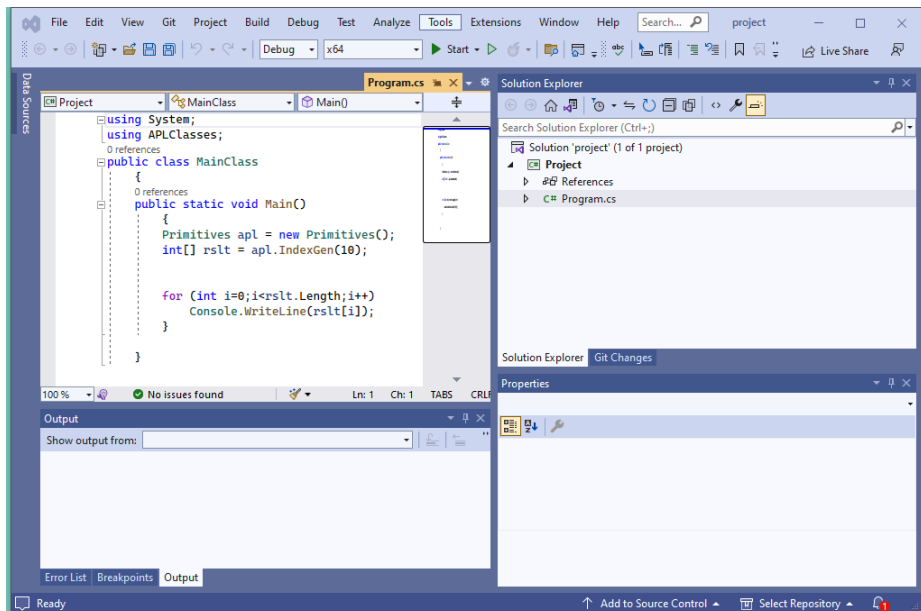 File Edit View Git Project Build Debug Test Analyze Tools Extensions Window Help Search... project
Debug x64 Start Live Share
Data Sources
Program.cs
C# Project MainClass Main()
using System;
using APLClasses;
0 references
public class MainClass
{
0 references
public static void Main()
{
Primitives apl = new Primitives();
int[] rslt = apl.IndexGen(10);
for (int i=0;i<rslt.Length;i++)
Console.WriteLine(rslt[i]);
}
}
100 % No issues found Ln: 1 Ch: 1 TABS CRLF
Output
Show output from:
Error List Breakpoints Output
Solution Explorer
Search Solution Explorer (Ctrl+;)
Solution 'project' (1 of 1 project)
C# Project
References
C# Program.cs
Solution Explorer Git Changes
Properties
Ready Add to Source Control Select Repository 1